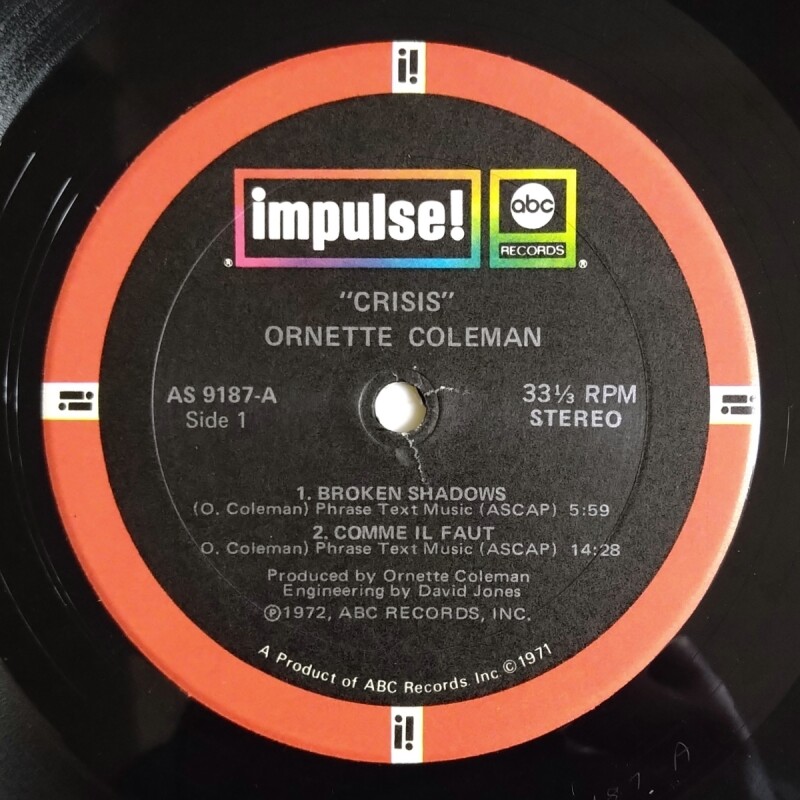 i!
impulse!
abc
RECORDS
® ®
"CRISIS"
ORNETTE COLEMAN
AS 9187-A
Side 1
33⅓ RPM
STEREO
i! i!
1. BROKEN SHADOWS
(O. Coleman) Phrase Text Music (ASCAP) 5:59
2. COMME IL FAUT
O. Coleman) Phrase Text Music (ASCAP) 14:28
Produced by Ornette Coleman
Engineering by David Jones
℗1972, ABC RECORDS, INC.
A Product of ABC Records Inc ©1971
i!